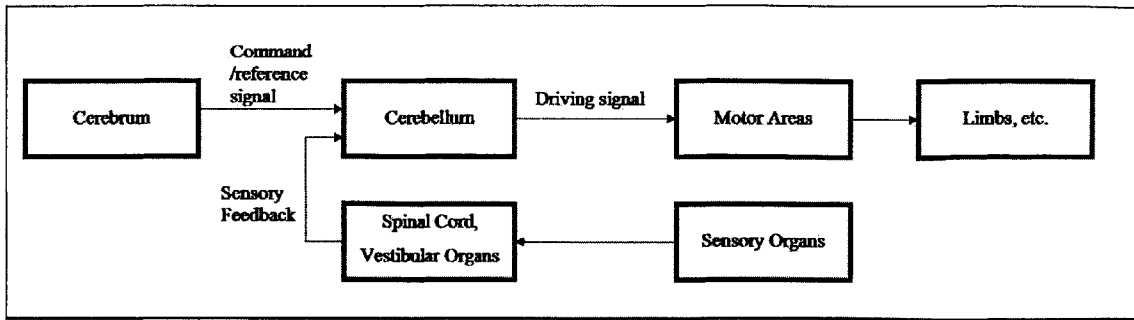 Command
/reference
signal
Cerebrum
Cerebellum
Driving signal
Motor Areas
Limbs, etc.
Sensory
Feedback
Spinal Cord,
Vestibular Organs
Sensory Organs